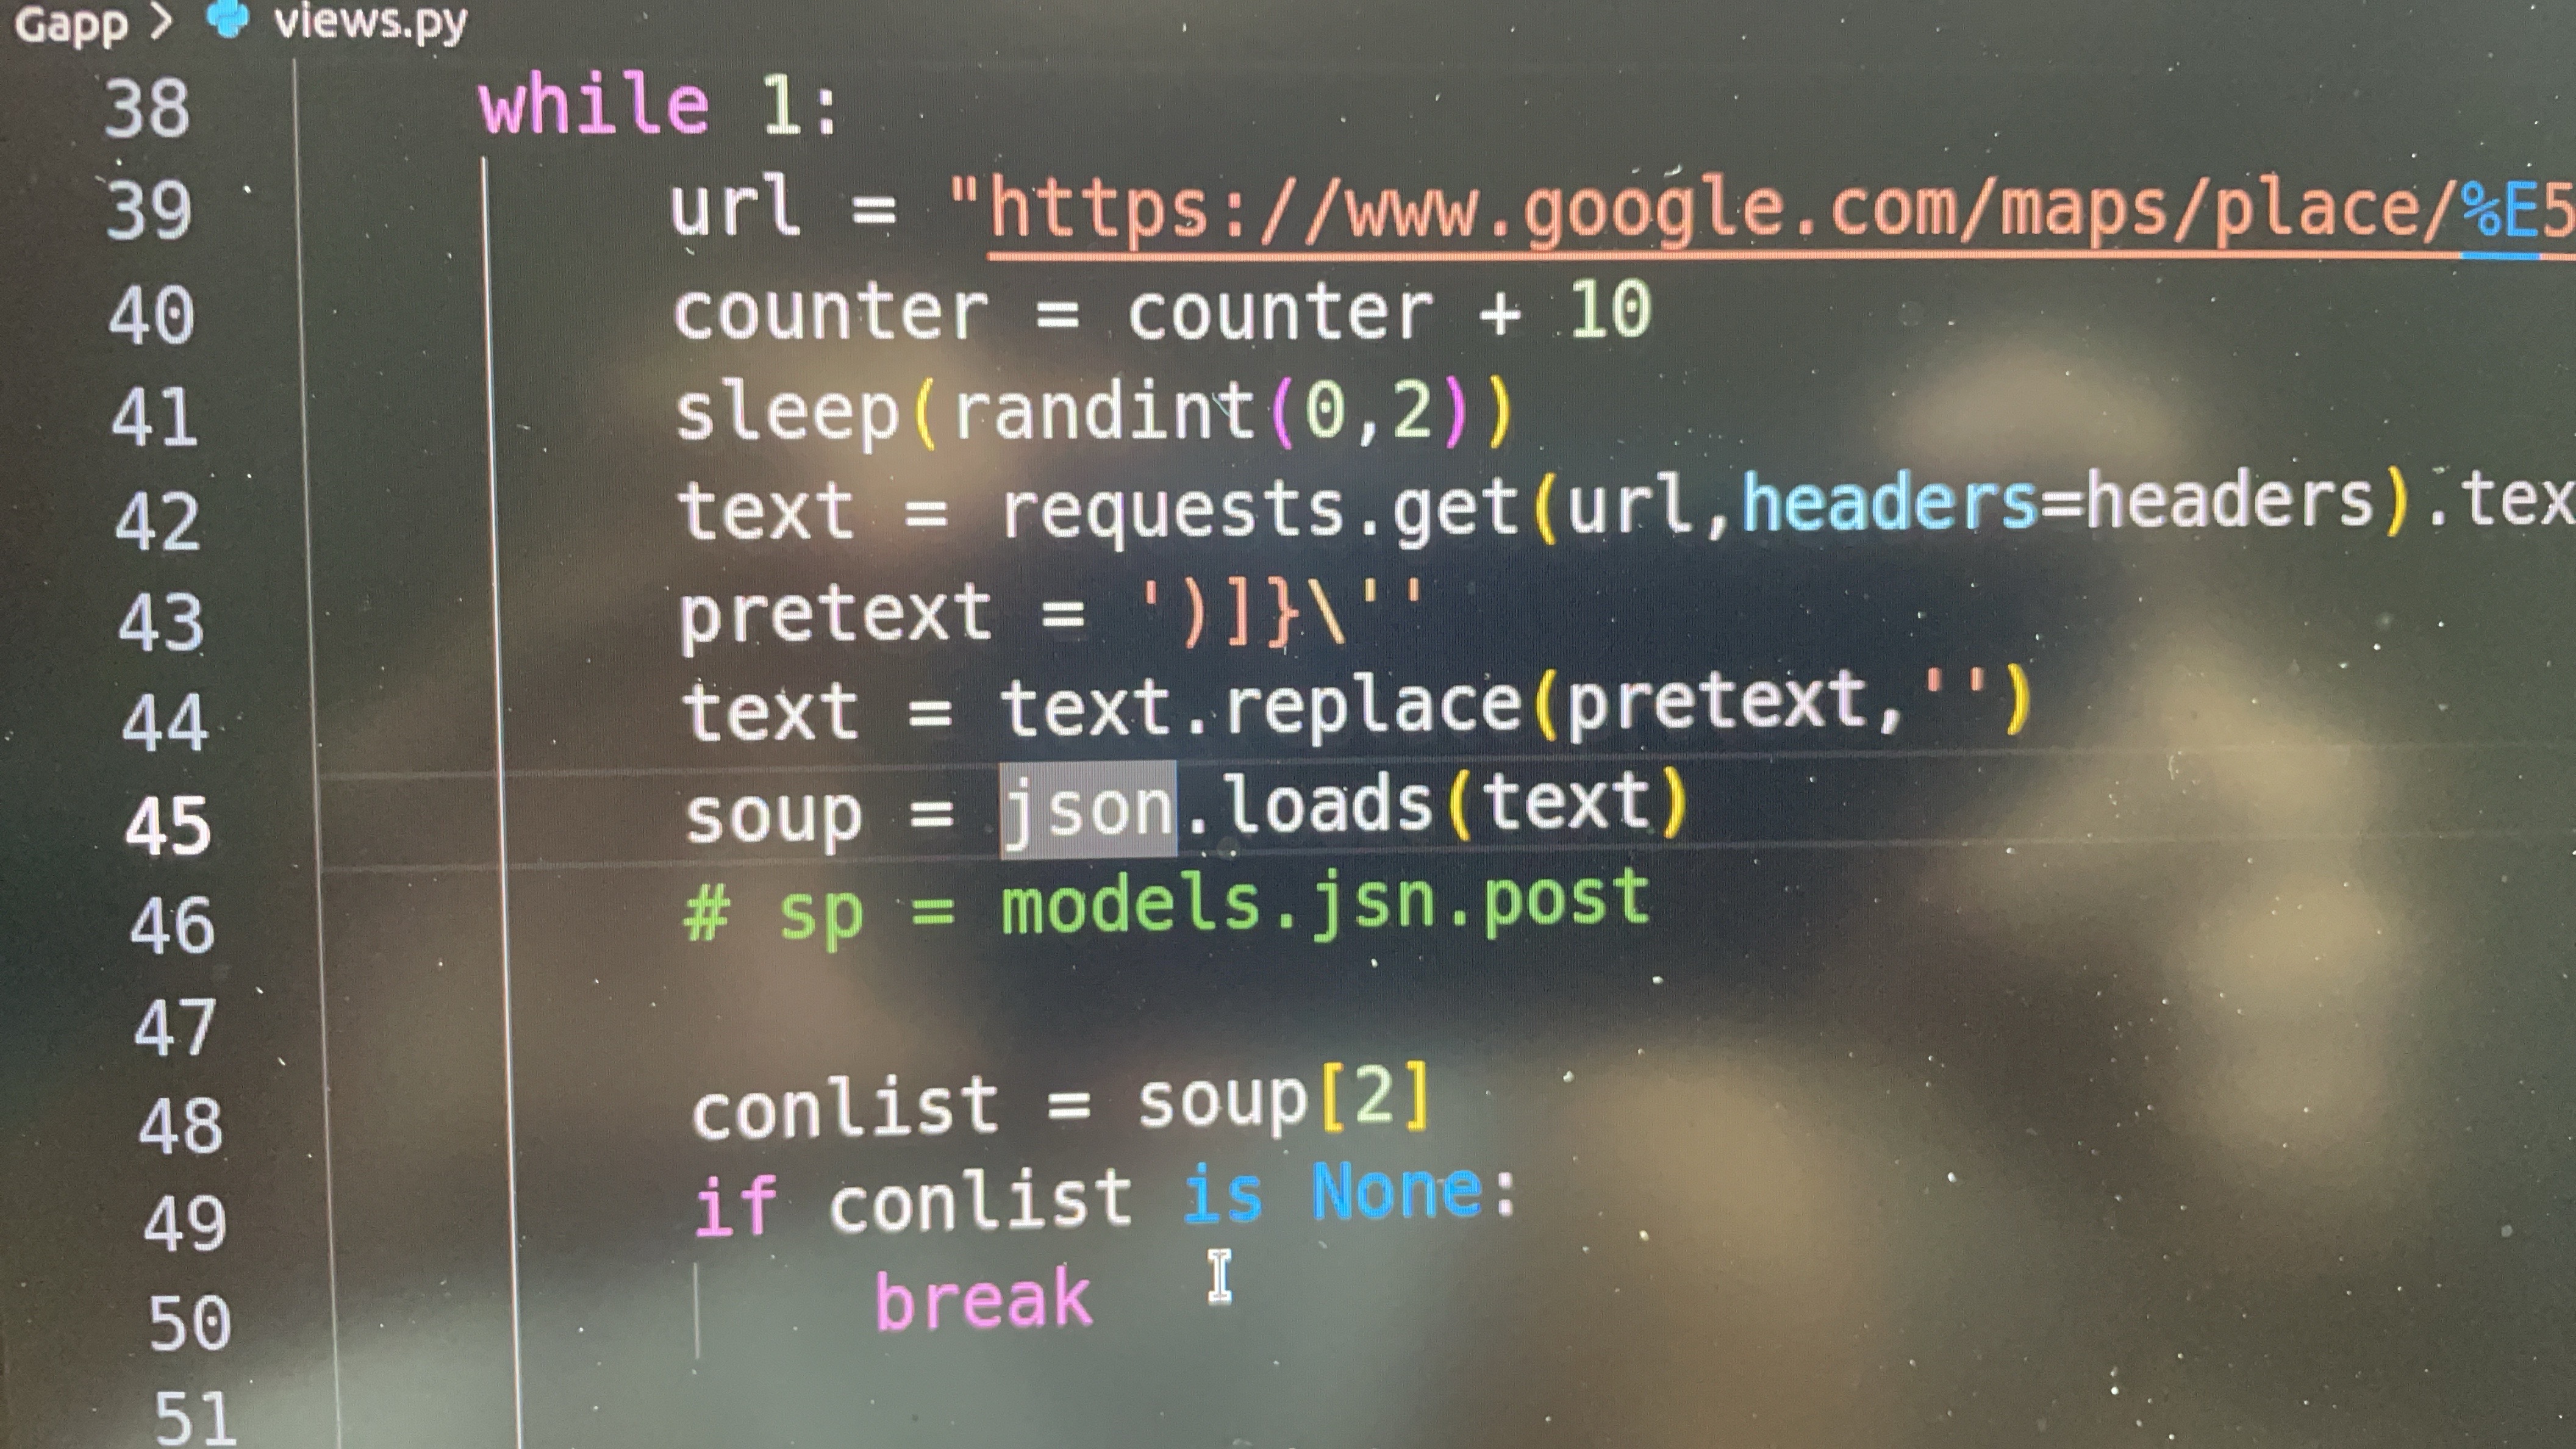 Gapp > views.py
38 while 1:
39 url = "https://www.google.com/maps/place/%E5
40 counter = counter + 10
41 sleep(randint(0,2))
42 text = requests.get(url,headers=headers).tex
43 pretext = ')]}\''
44 text = text.replace(pretext,'')
45 soup = json.loads(text)
46 # sp = models.jsn.post
47
48 conlist = soup[2]
49 if conlist is None:
50 break
51